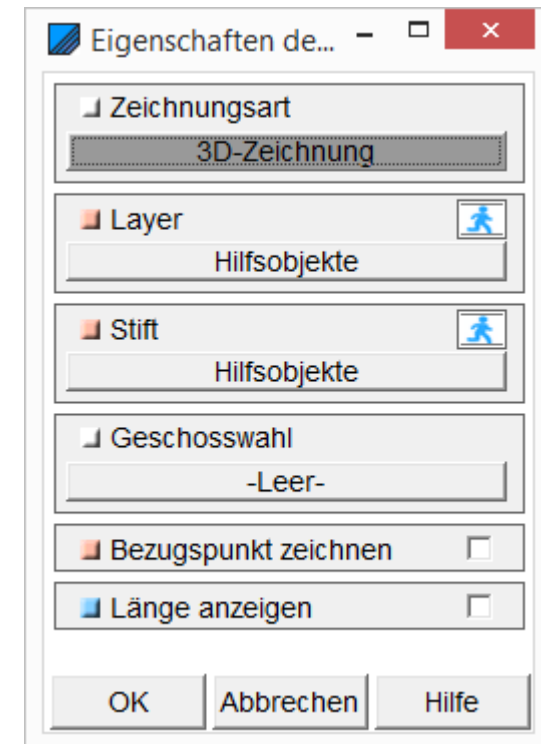 Eigenschaften de...
Zeichnungsart
3D-Zeichnung
Layer
Hilfsobjekte
Stift
Hilfsobjekte
Geschosswahl
-Leer-
Bezugspunkt zeichnen
Länge anzeigen
OK Abbrechen Hilfe